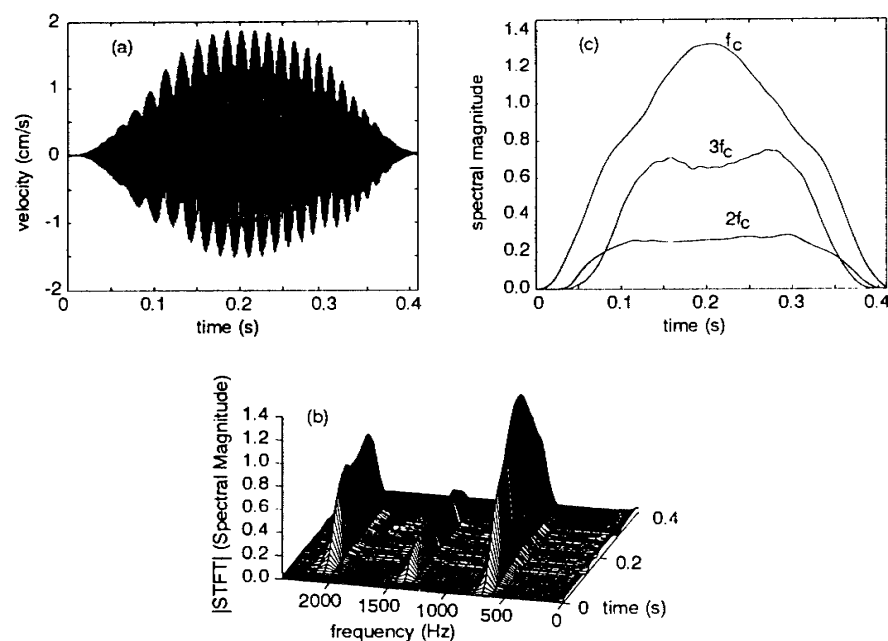 (a)
velocity (cm/s)
2
1
0
-1
-2
0 0.1 0.2 0.3 0.4
time (s)
(c)
spectral magnitude
1.4
1.2
1.0
0.8
0.6
0.4
0.2
0.0
fc
3fc
2fc
0 0.1 0.2 0.3 0.4
time (s)
(b)
|STFT| (Spectral Magnitude)
1.4
1.2
1.0
0.8
0.6
0.4
0.2
0.0
2000 1500 1000 500 0
frequency (Hz)
0 0.2 0.4
time (s)